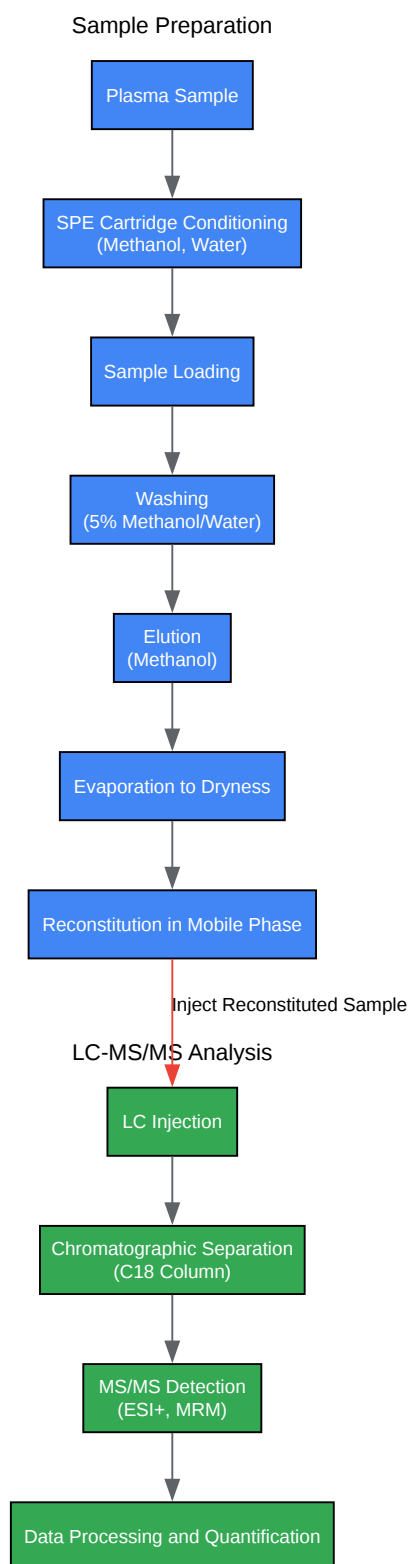 Sample Preparation
Plasma Sample
SPE Cartridge Conditioning
(Methanol, Water)
Sample Loading
Washing
(5% Methanol/Water)
Elution
(Methanol)
Evaporation to Dryness
Reconstitution in Mobile Phase
Inject Reconstituted Sample
LC-MS/MS Analysis
LC Injection
Chromatographic Separation
(C18 Column)
MS/MS Detection
(ESI+, MRM)
Data Processing and Quantification